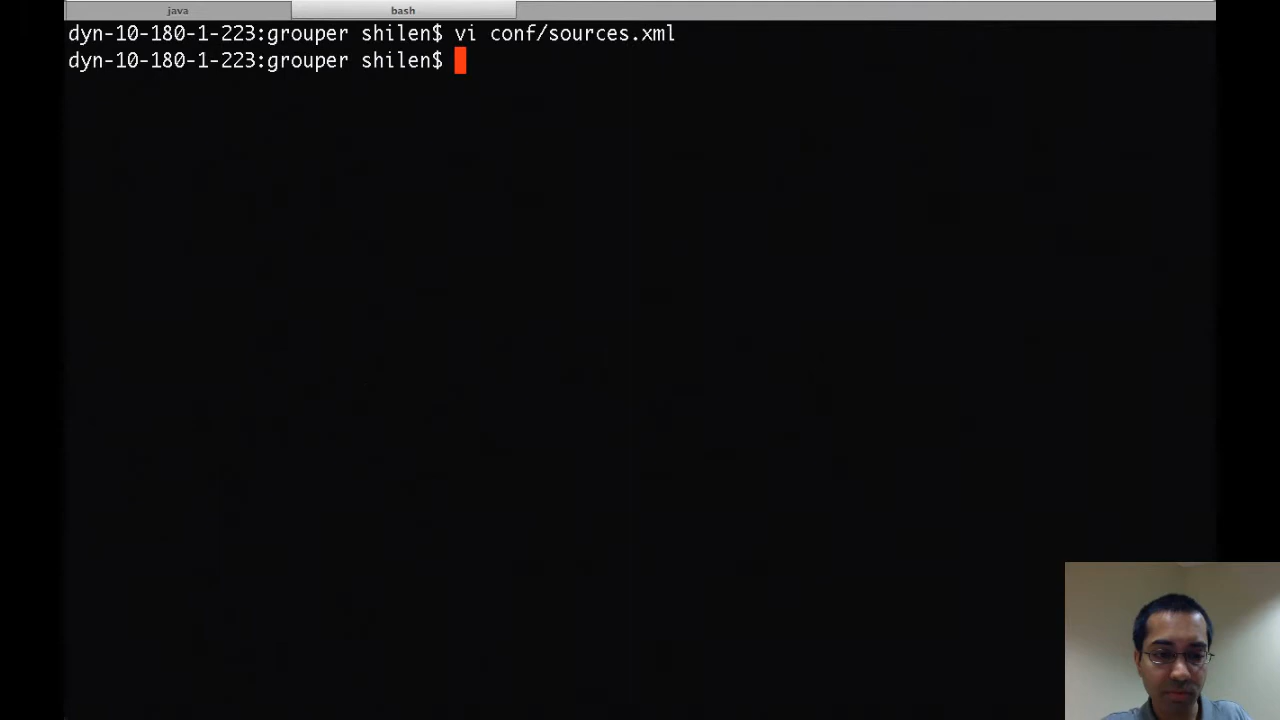 java
bash
dyn-10-180-1-223:grouper shilen$ vi conf/sources.xml
dyn-10-180-1-223:grouper shilen$